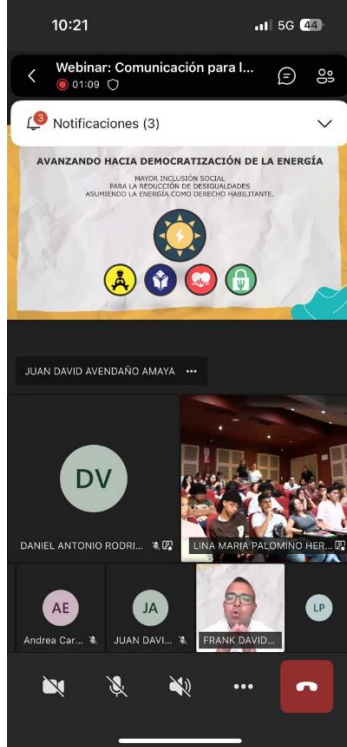 10:21
5G 44
Webinar: Comunicación para l...
01:09
3
Notificaciones (3)
AVANZANDO HACIA DEMOCRATIZACIÓN DE LA ENERGÍA
MAYOR INCLUSIÓN SOCIAL
PARA LA REDUCCIÓN DE DESIGUALDADES
ASUMIENDO LA ENERGÍA COMO DERECHO HABILITANTE.
JUAN DAVID AVENDAÑO AMAYA ...
DV
DANIEL ANTONIO RODRI...
LINA MARIA PALOMINO HER...
AE
JA
LP
Andrea Car...
JUAN DAVI...
FRANK DAVID...